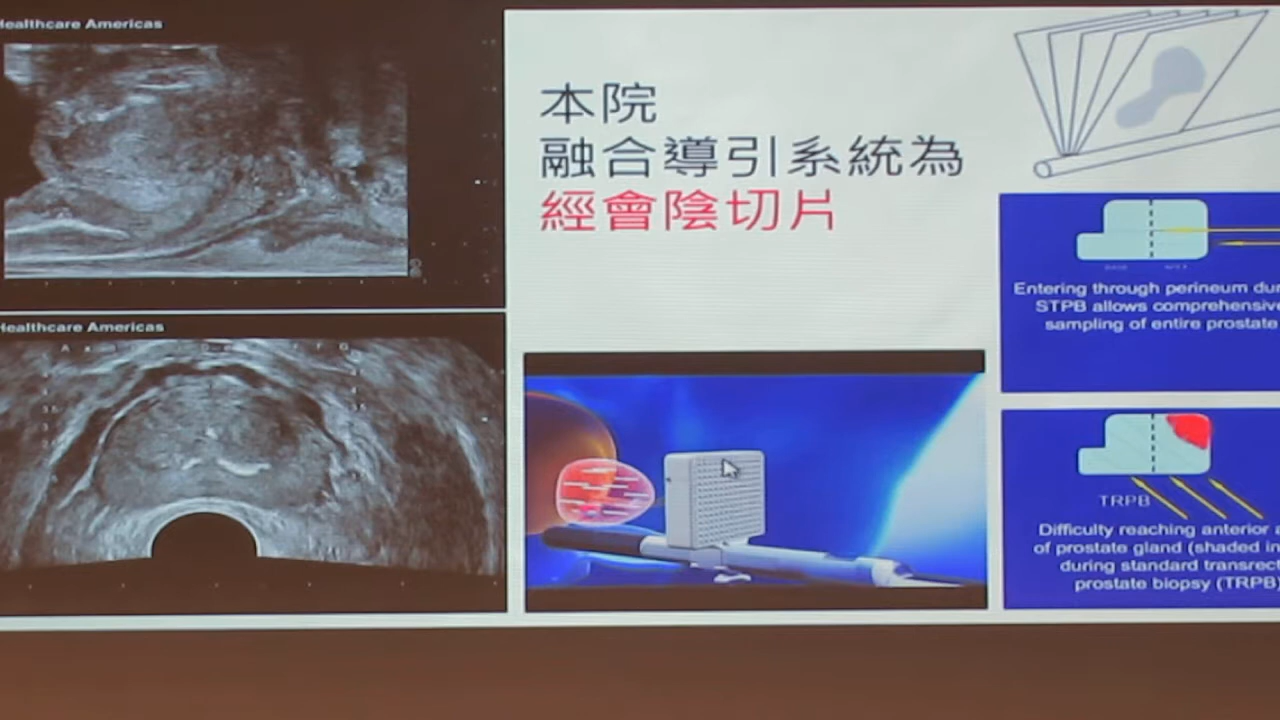 Healthcare Americas
Healthcare Americas
本院
融合導引系統為
經會陰切片
Entering through perineum
STPB allows comprehensive
sampling of entire prostate
TRPB
Difficulty reaching anterior
of prostate gland (shaded in
during standard
prostate biopsy (TRPB)